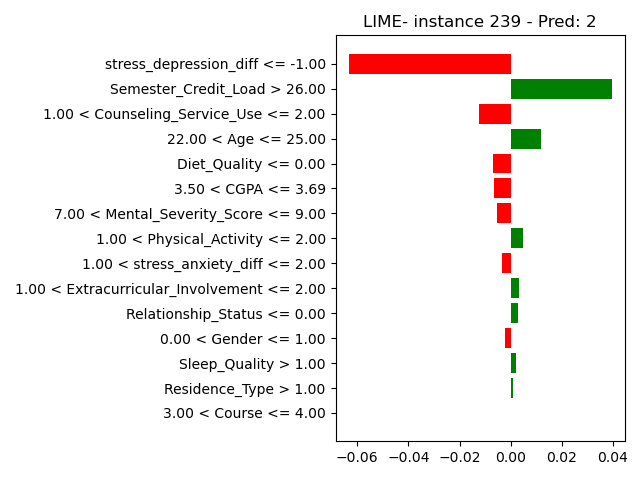 LIME- instance 239 - Pred: 2
stress_depression_diff <= -1.00
Semester_Credit_Load > 26.00
1.00 < Counseling_Service_Use <= 2.00
22.00 < Age <= 25.00
Diet_Quality <= 0.00
3.50 < CGPA <= 3.69
7.00 < Mental_Severity_Score <= 9.00
1.00 < Physical_Activity <= 2.00
1.00 < stress_anxiety_diff <= 2.00
1.00 < Extracurricular_Involvement <= 2.00
Relationship_Status <= 0.00
0.00 < Gender <= 1.00
Sleep_Quality > 1.00
Residence_Type > 1.00
3.00 < Course <= 4.00
−0.06 −0.04 −0.02 0.00 0.02 0.04